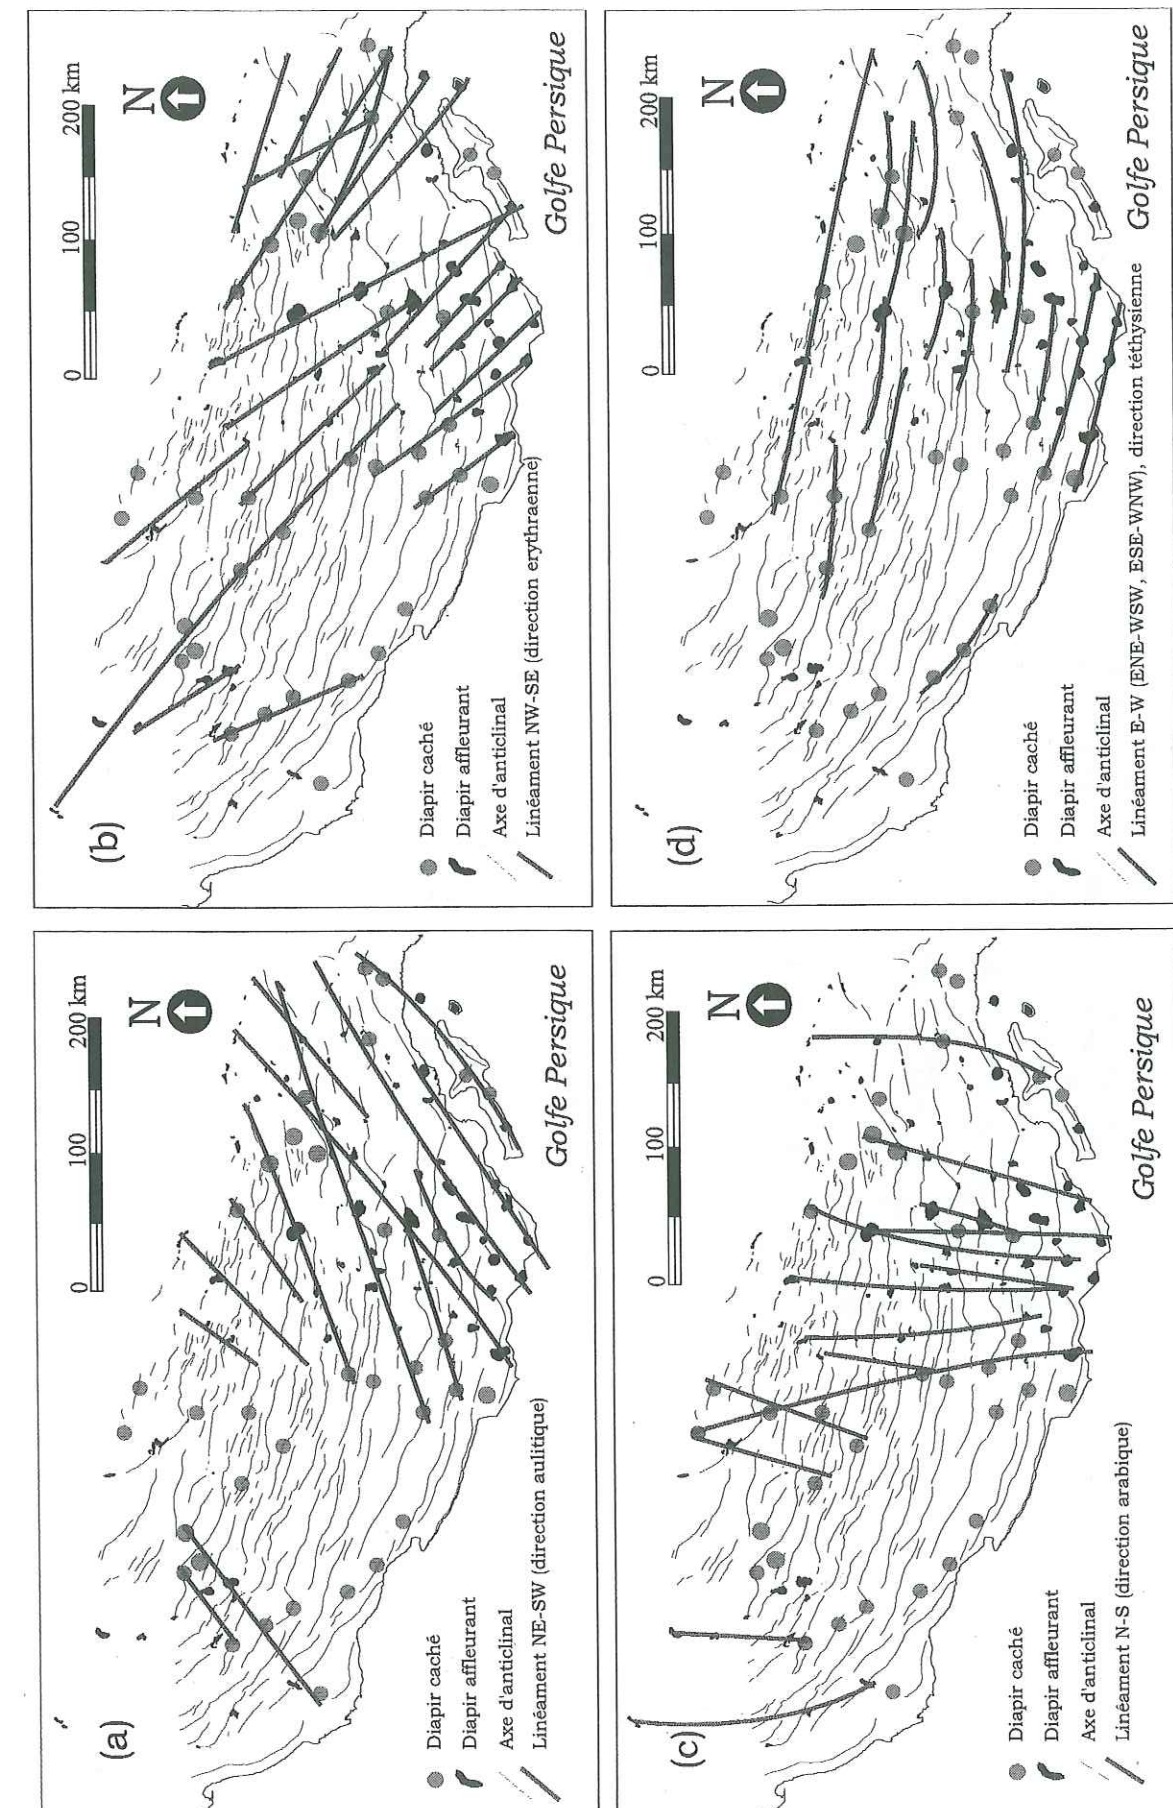 (a)
0 100 200 km
N
Golfe Persique
Diapir caché
Diapir affleurant
Axe d'anticlinal
Linéament NE-SW (direction aulitique)
(b)
0 100 200 km
N
Golfe Persique
Diapir caché
Diapir affleurant
Axe d'anticlinal
Linéament NW-SE (direction erythraenne)
(c)
0 100 200 km
N
Golfe Persique
Diapir caché
Diapir affleurant
Axe d'anticlinal
Linéament N-S (direction arabique)
(d)
0 100 200 km
N
Golfe Persique
Diapir caché
Diapir affleurant
Axe d'anticlinal
Linéament E-W (ENE-WSW, ESE-WNW), direction téthysienne